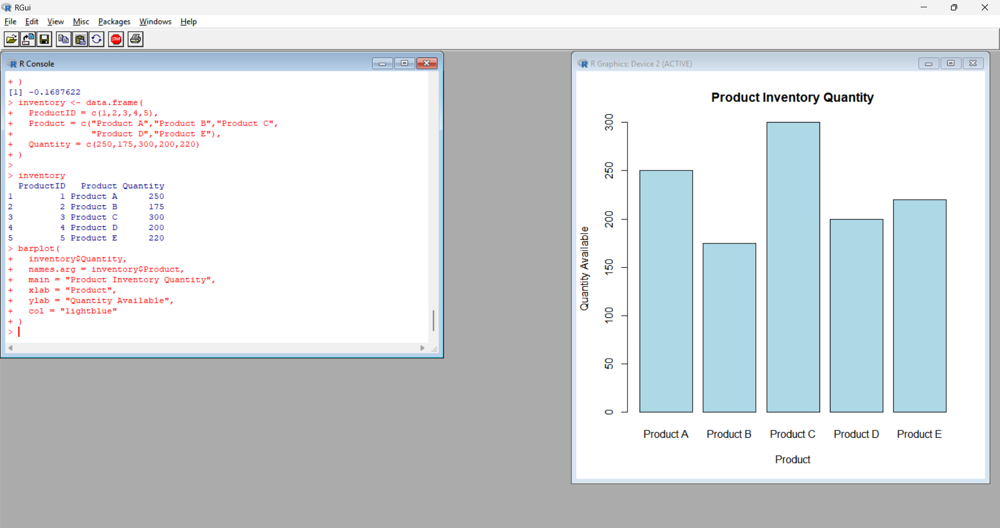 RGui
File Edit View Misc Packages Windows Help
STOP
R Console
+ )
[1] -0.1687622
> inventory <- data.frame(
+   ProductID = c(1,2,3,4,5),
+   Product = c("Product A","Product B","Product C",
+               "Product D","Product E"),
+   Quantity = c(250,175,300,200,220)
+ )
>
> inventory
  ProductID   Product Quantity
1         1 Product A      250
2         2 Product B      175
3         3 Product C      300
4         4 Product D      200
5         5 Product E      220
> barplot(
+   inventory$Quantity,
+   names.arg = inventory$Product,
+   main = "Product Inventory Quantity",
+   xlab = "Product",
+   ylab = "Quantity Available",
+   col = "lightblue"
+ )
>
R Graphics: Device 2 (ACTIVE)
Product Inventory Quantity
Quantity Available
300
250
200
150
100
50
0
Product A Product B Product C Product D Product E
Product